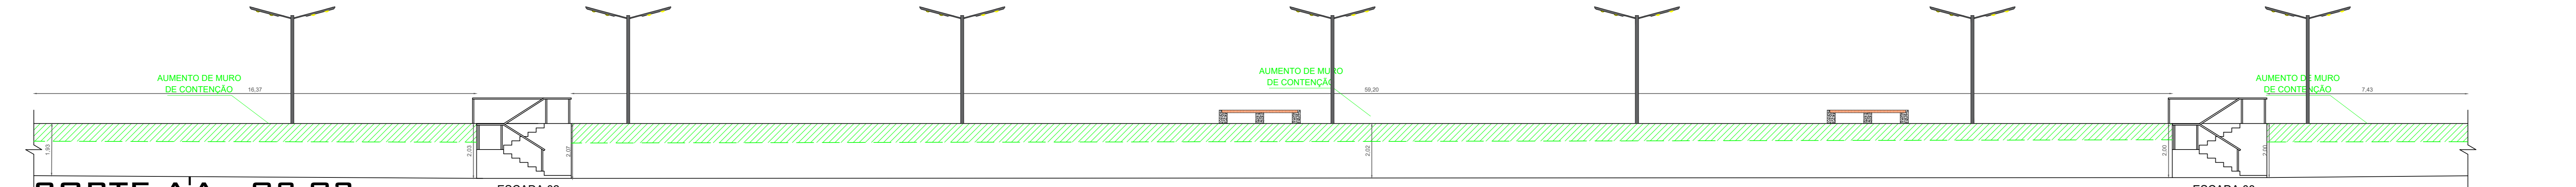 AUMENTO DE MURO
DE CONTENÇÃO
16,37
AUMENTO DE MURO
DE CONTENÇÃO
59,20
AUMENTO DE MURO
DE CONTENÇÃO
7,43
1,93
2,03
2,07
2,02
2,00
2,00